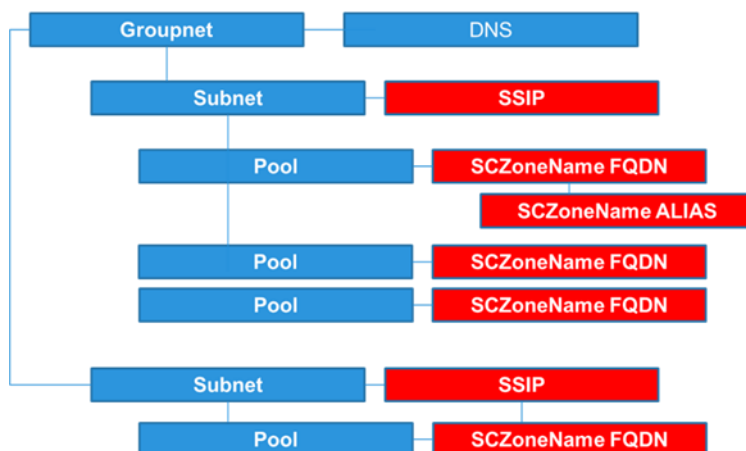 Groupnet DNS
Subnet SSIP
Pool SCZoneName FQDN
SCZoneName ALIAS
Pool SCZoneName FQDN
Pool SCZoneName FQDN
Subnet SSIP
Pool SCZoneName FQDN